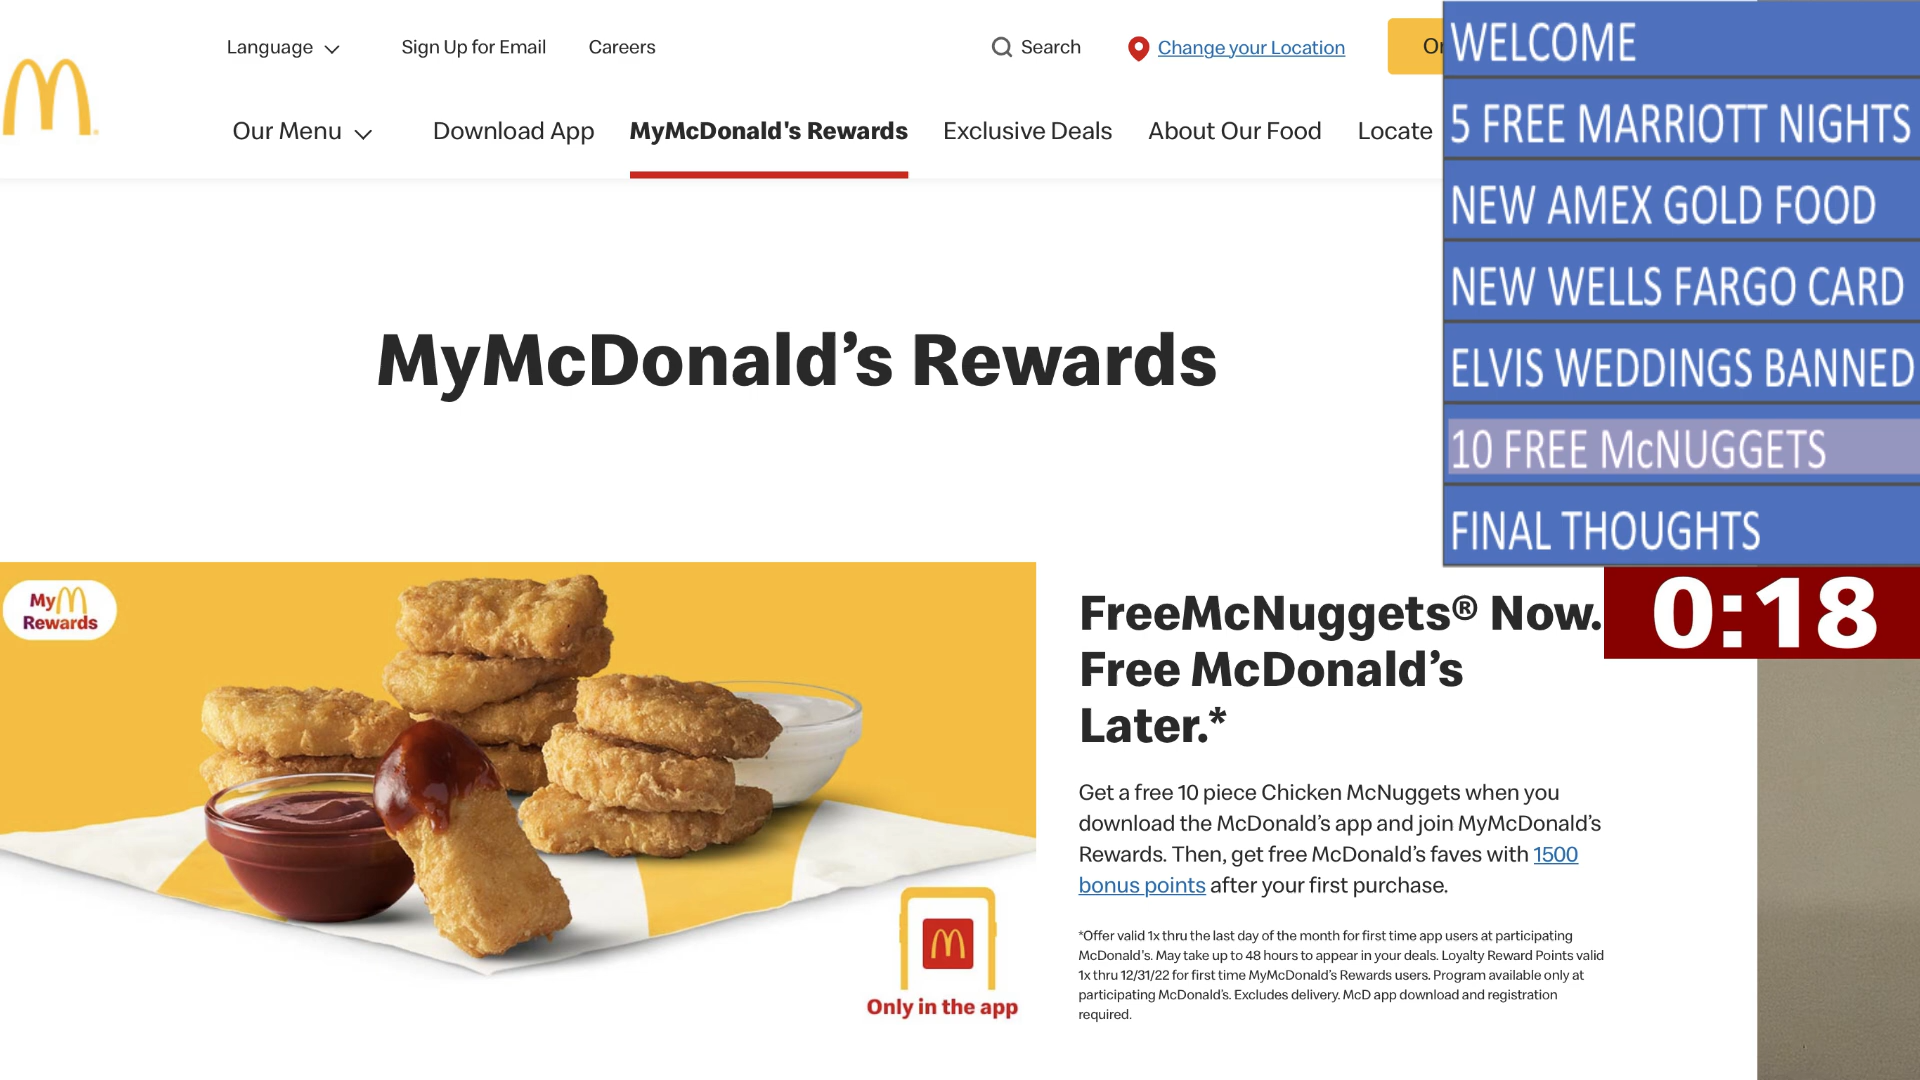 Language
Sign Up for Email
Careers
Search
Change your Location
Our Menu
Download App
MyMcDonald's Rewards
Exclusive Deals
About Our Food
Locate
WELCOME
5 FREE MARRIOTT NIGHTS
NEW AMEX GOLD FOOD
NEW WELLS FARGO CARD
ELVIS WEDDINGS BANNED
10 FREE McNUGGETS
FINAL THOUGHTS
0:18
MyMcDonald’s Rewards
My
Rewards
Only in the app
FreeMcNuggets® Now.
Free McDonald’s
Later.*
Get a free 10 piece Chicken McNuggets when you
download the McDonald’s app and join MyMcDonald’s
Rewards. Then, get free McDonald’s faves with 1500
bonus points after your first purchase.
*Offer valid 1x thru the last day of the month for first time app users at participating
McDonald's. May take up to 48 hours to appear in your deals. Loyalty Reward Points valid
1x thru 12/31/22 for first time MyMcDonald’s Rewards users. Program available only at
participating McDonald’s. Excludes delivery. McD app download and registration
required.